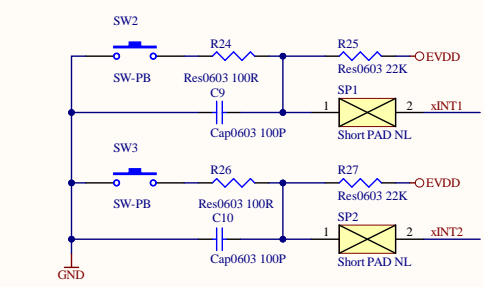 SW2
R24
R25
EVDD
SW-PB
Res0603 100R
Res0603 22K
C9
SP1
1
2
xINT1
Cap0603 100P
Short PAD NL
SW3
R26
R27
EVDD
SW-PB
Res0603 100R
Res0603 22K
C10
SP2
1
2
xINT2
Cap0603 100P
Short PAD NL
GND